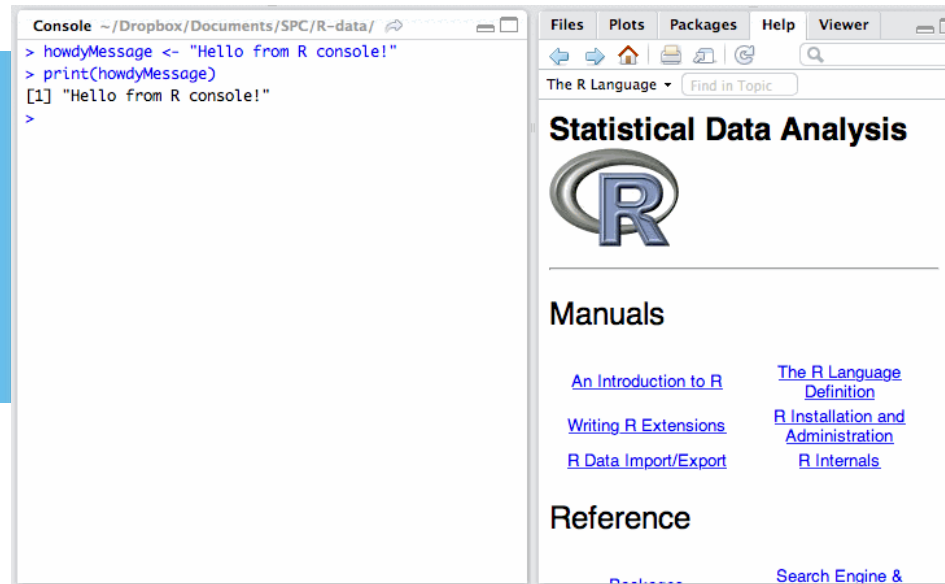 Console ~/Dropbox/Documents/SPC/R-data/
> howdyMessage <- "Hello from R console!"
> print(howdyMessage)
[1] "Hello from R console!"
>
Files Plots Packages Help Viewer
The R Language Find in Topic
Statistical Data Analysis
R
Manuals
An Introduction to R
The R Language
Definition
Writing R Extensions
R Installation and
Administration
R Data Import/Export
R Internals
Reference
Packages
Search Engine &